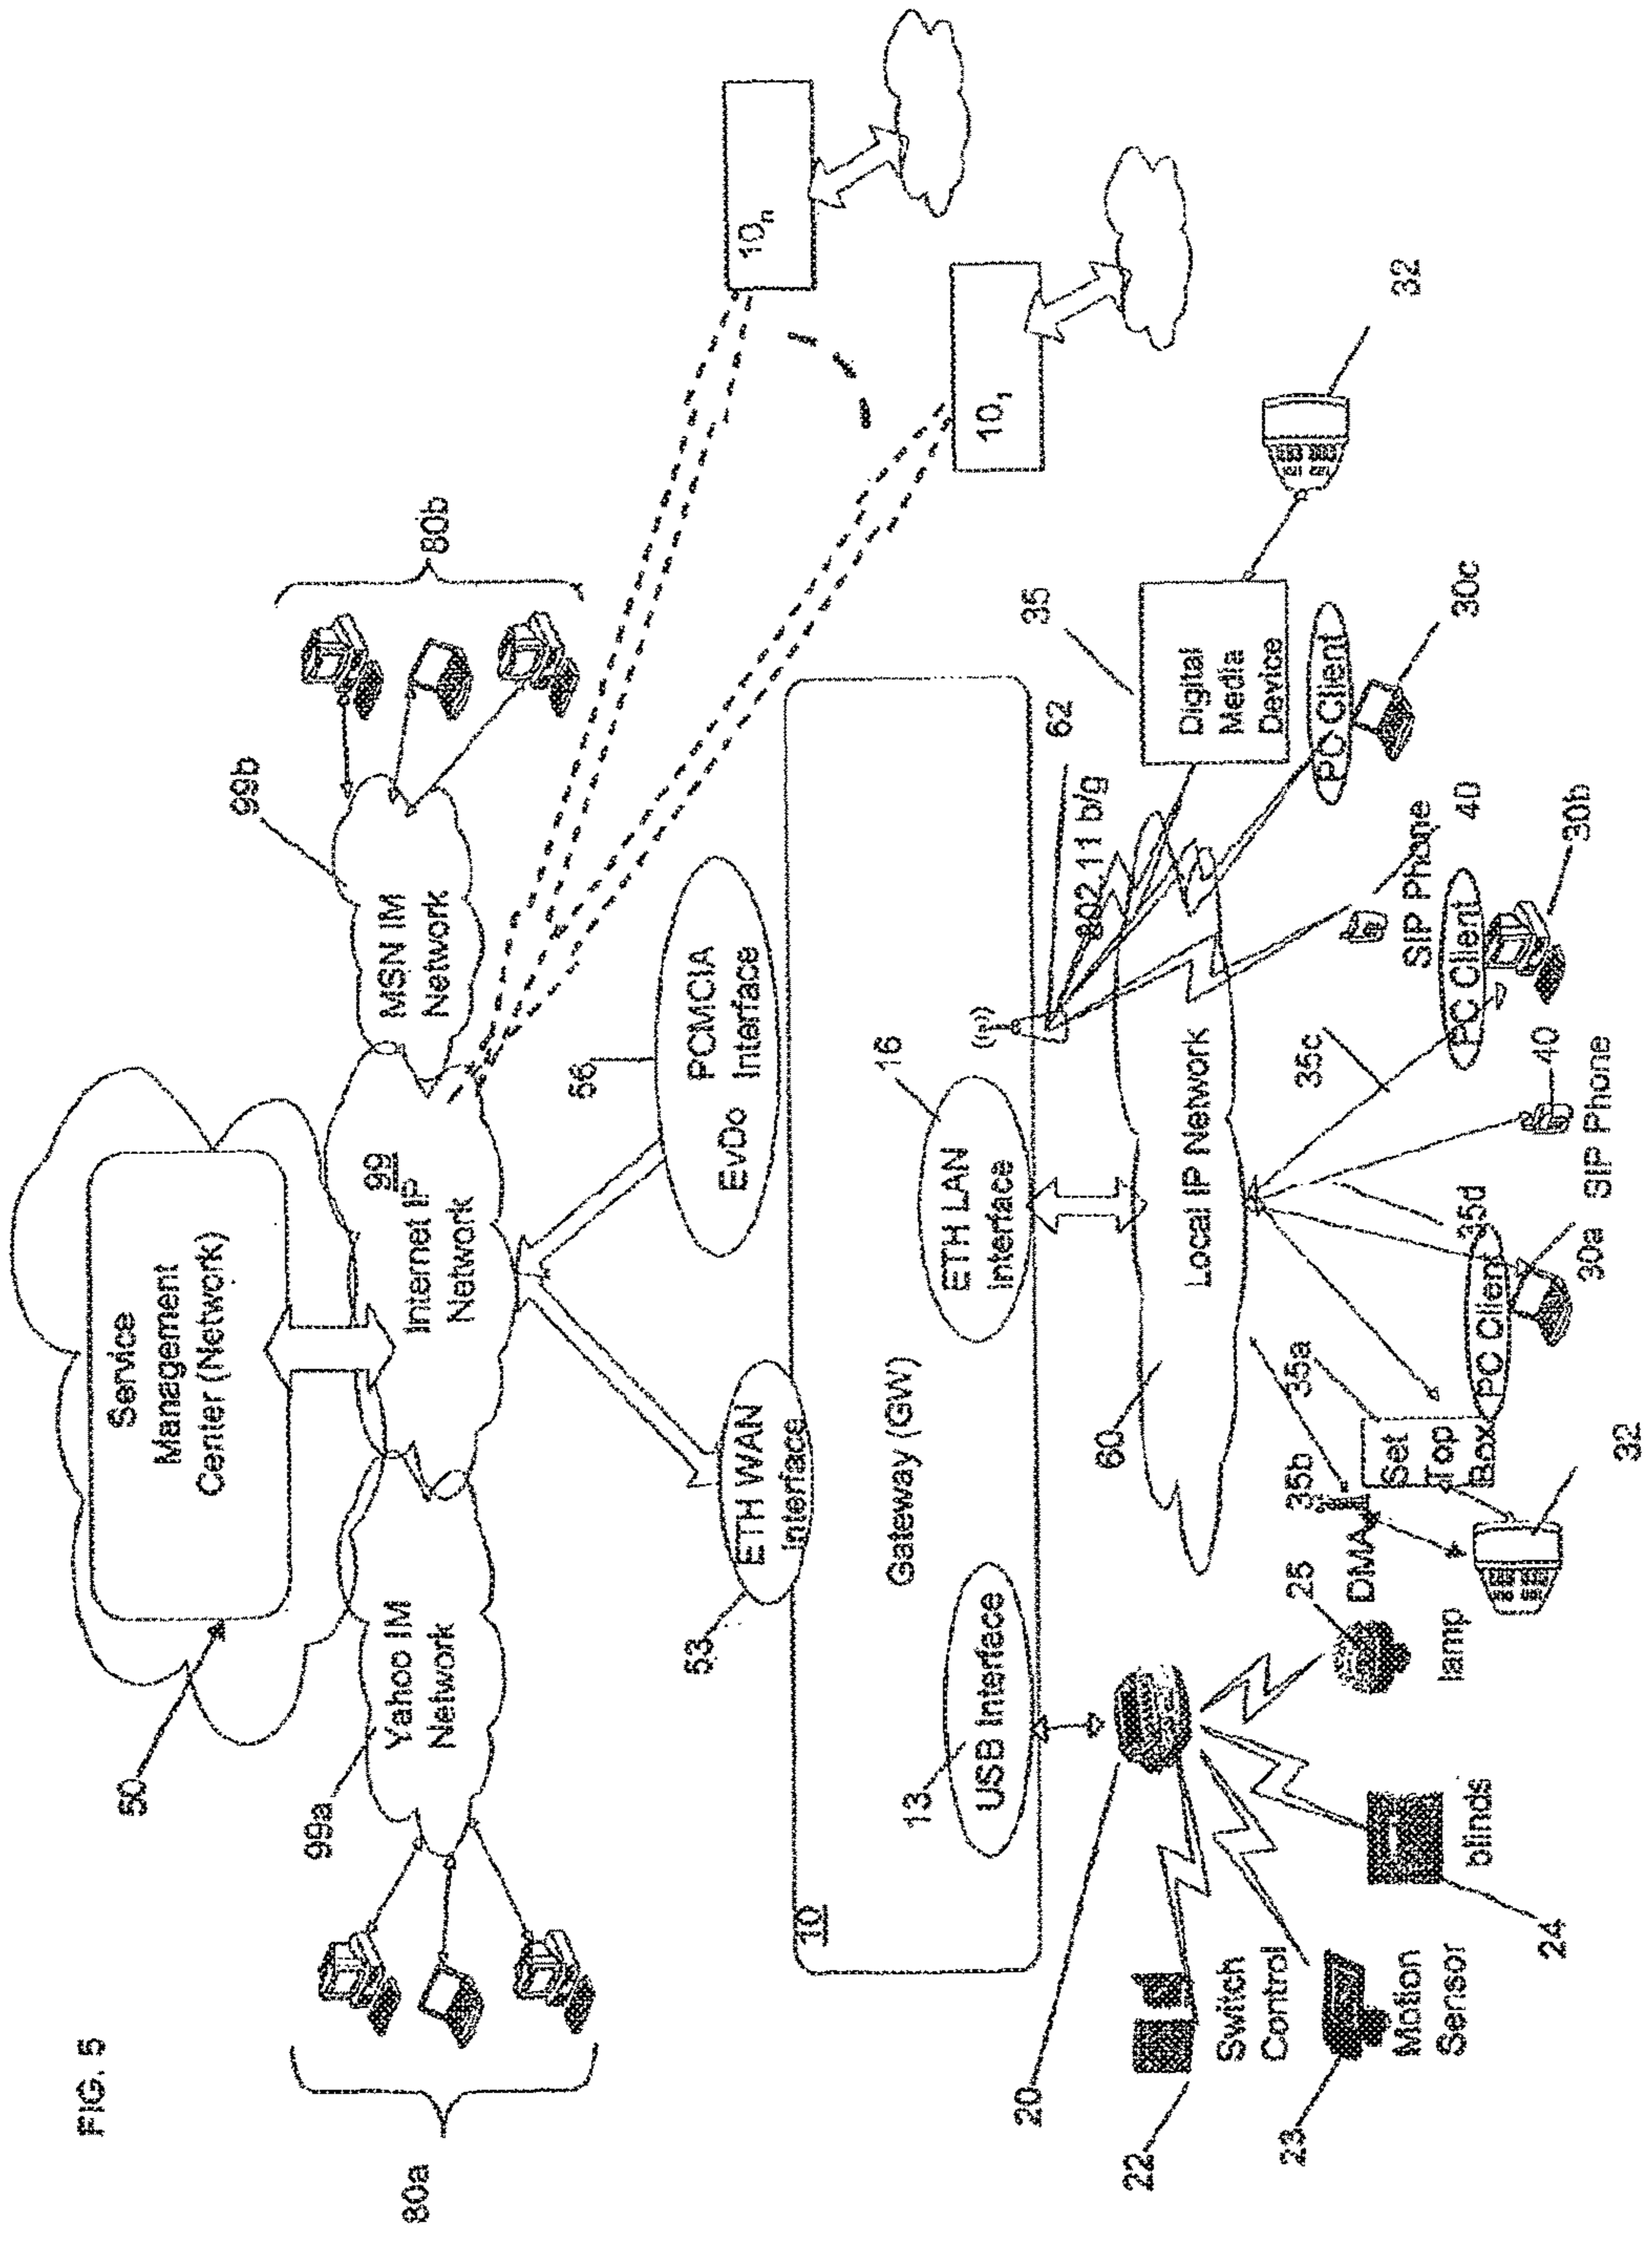 FIG. 5
80a
99a
50
Service
Management
Center (Network)
Yahoo IM
Network
99
Internet IP
Network
MSN IM
Network
99b
80b
53
ETH WAN
Interface
56
PCMCIA
EvDo Interface
10
Gateway (GW)
13
USB Interface
16
ETH LAN
Interface
62
802.11 b/g
10n
101
20
22
Switch
Control
23
Motion
Sensor
24
blinds
25
lamp
60
Local IP Network
DMA
35b
35a
Set
Top
Box
32
PC Client
30a
35d
SIP Phone
40
35c
PC Client
30b
SIP Phone
40
PC Client
30c
35
Digital
Media
Device
32